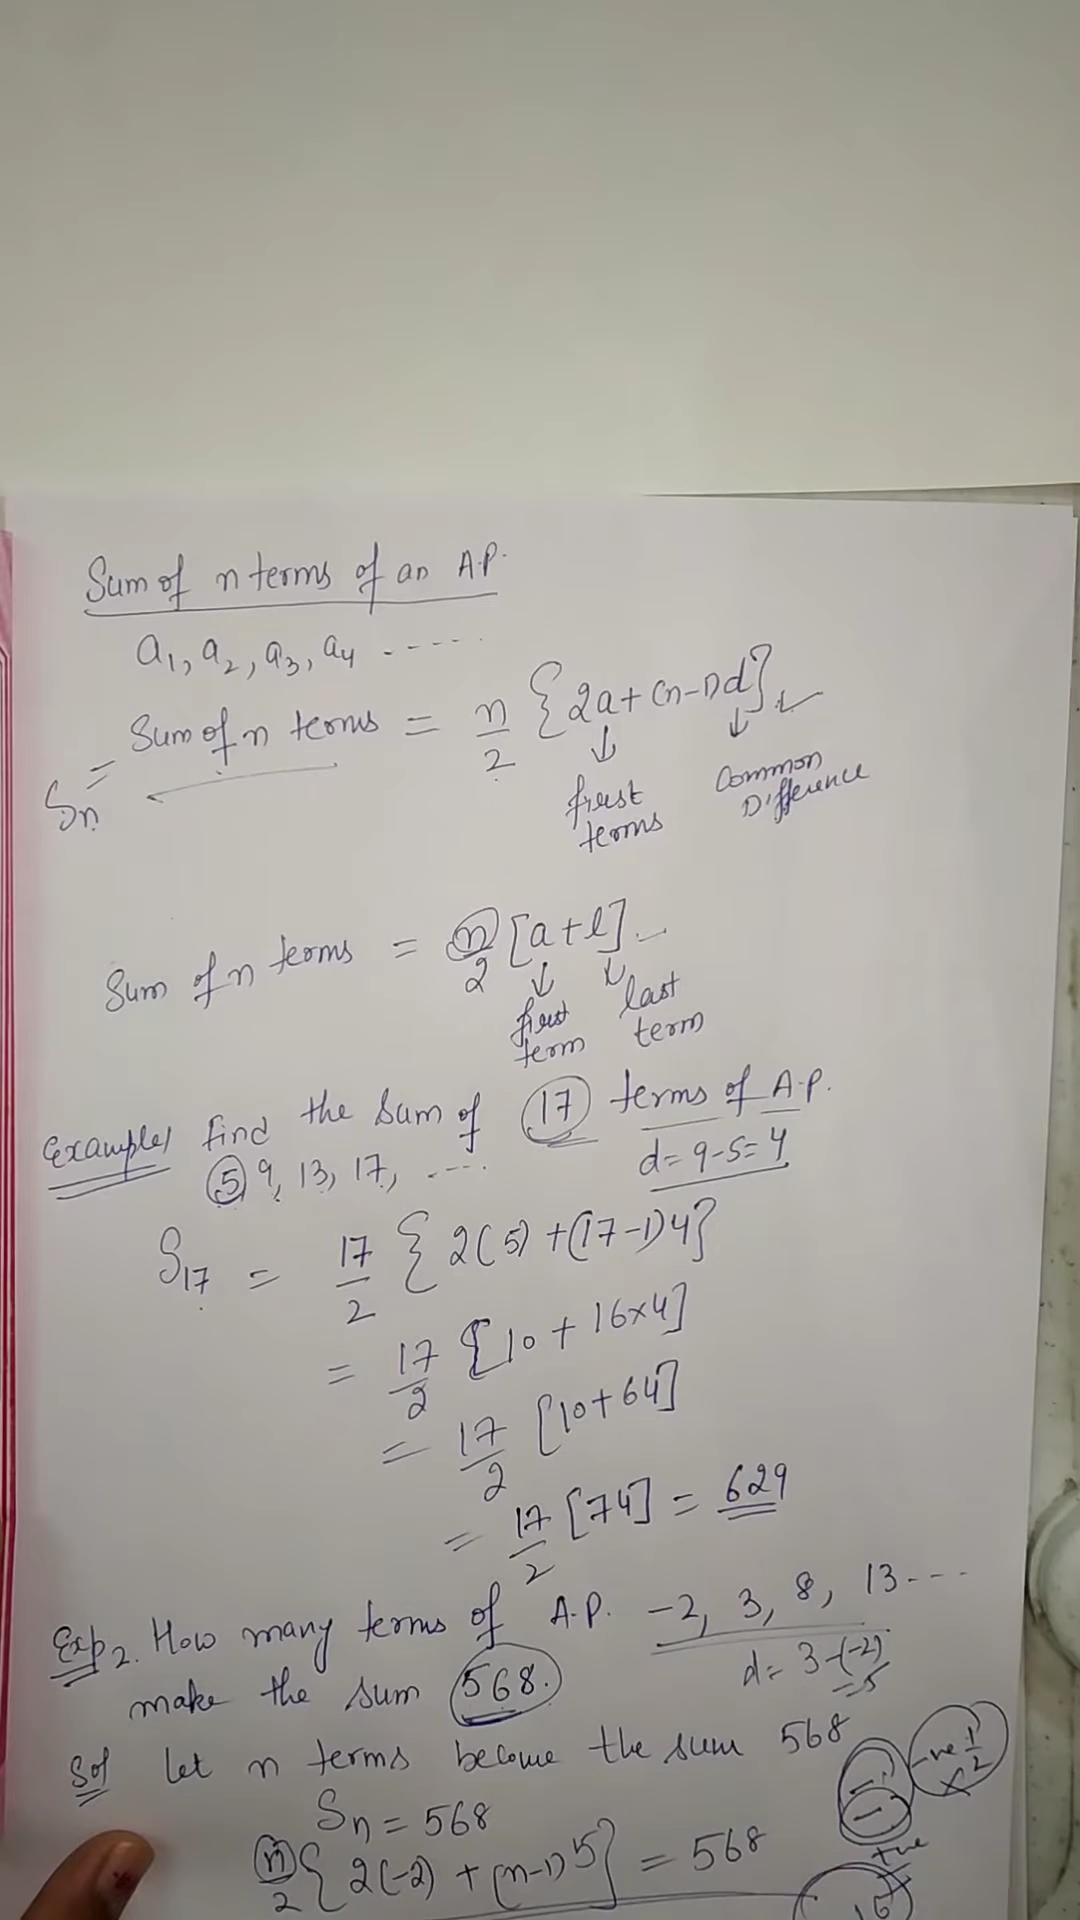 Sum of n terms of an A.P.
a1, a2, a3, a4 -----
Sn = Sum of n terms = n/2 {2a + (n-1)d}
first terms
Common Difference
Sum of n terms = n/2 [a + l]
first term
last term
Example1 find the sum of 17 terms of A.P.
5, 9, 13, 17, ----
d = 9-5 = 4
S17 = 17/2 { 2(5) + (17-1)4}
= 17/2 [10 + 16x4]
= 17/2 [10+64]
= 17/2 [74] = 629
Exp2. How many terms of A.P. -2, 3, 8, 13---
make the sum 568.
d = 3-(-2)
= 5
Sol let n terms become the sum 568
Sn = 568
n/2 { 2(-2) + (n-1)5} = 568